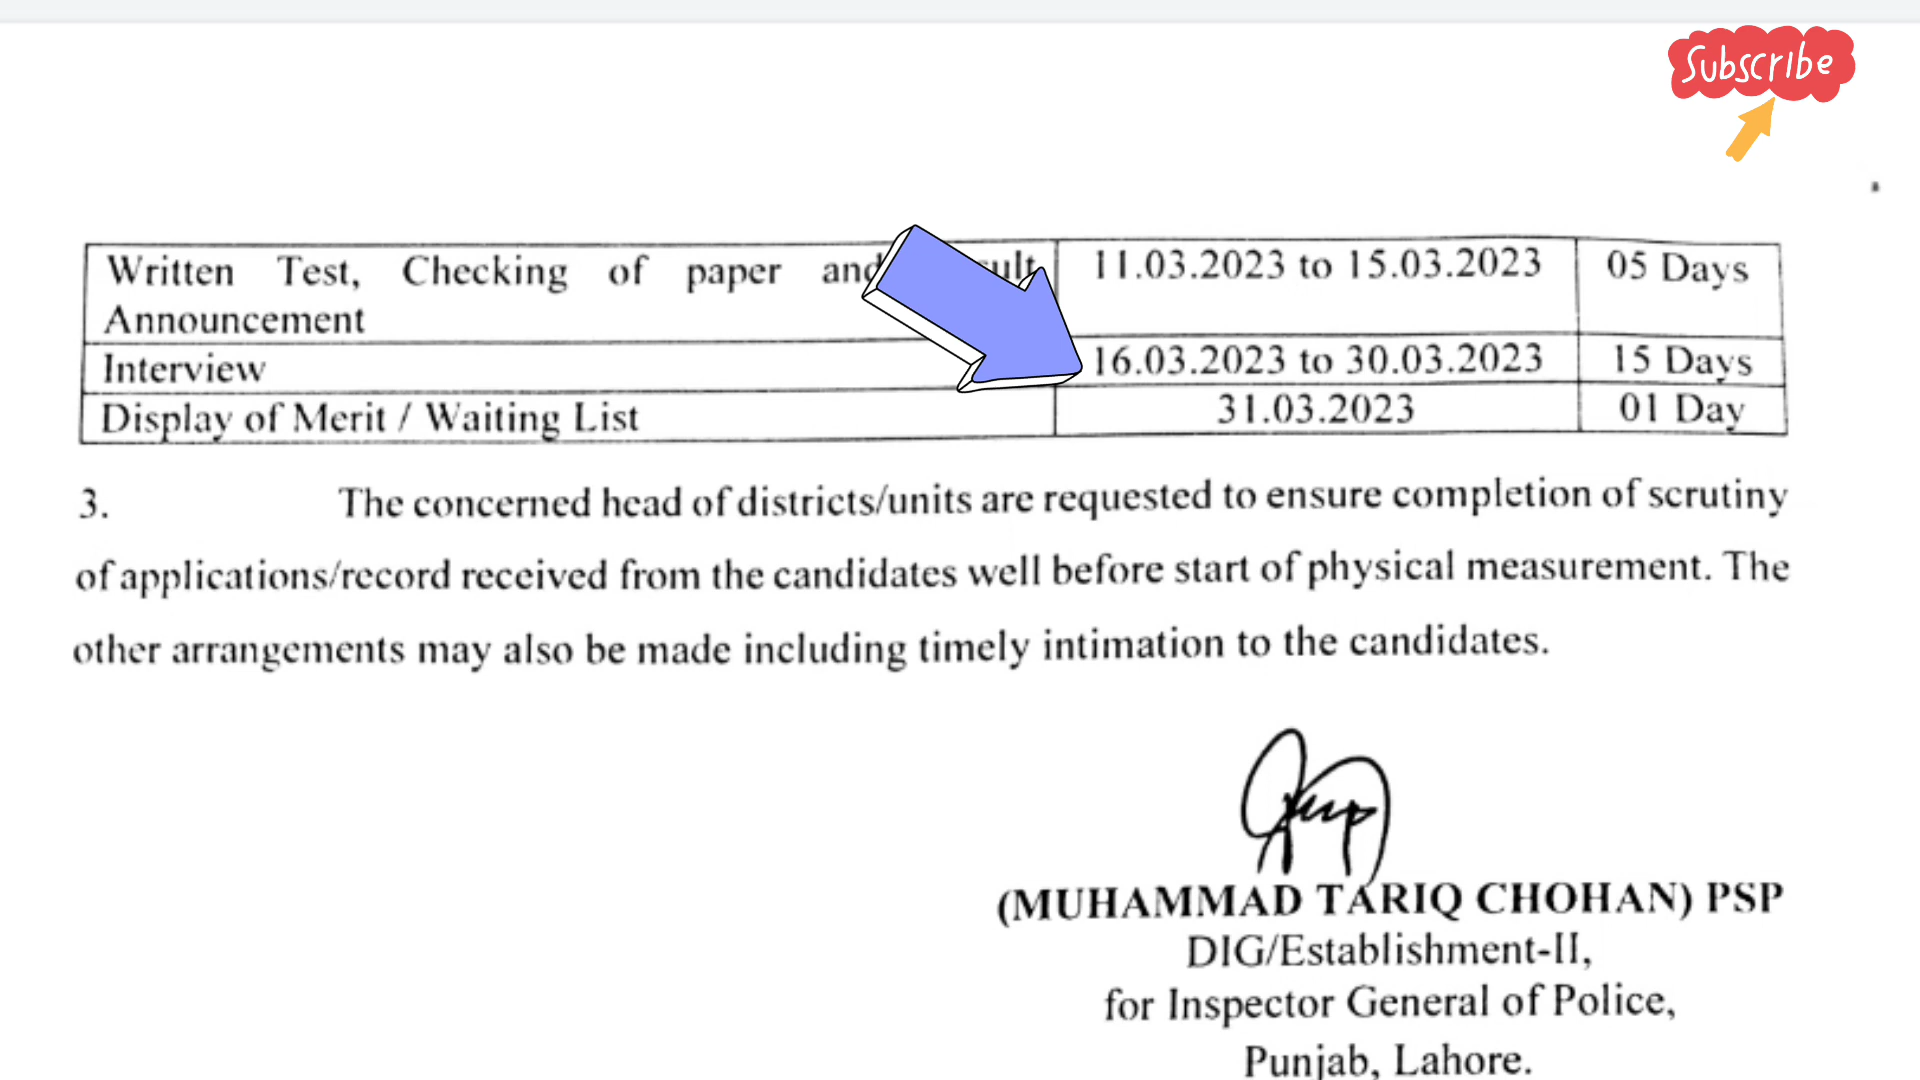 Subscribe
Written Test, Checking of paper and
Announcement
11.03.2023 to 15.03.2023
05 Days
Interview
16.03.2023 to 30.03.2023
15 Days
Display of Merit / Waiting List
31.03.2023
01 Day
3. The concerned head of districts/units are requested to ensure completion of scrutiny
of applications/record received from the candidates well before start of physical measurement. The
other arrangements may also be made including timely intimation to the candidates.
(MUHAMMAD TARIQ CHOHAN) PSP
DIG/Establishment-II,
for Inspector General of Police,
Punjab, Lahore.